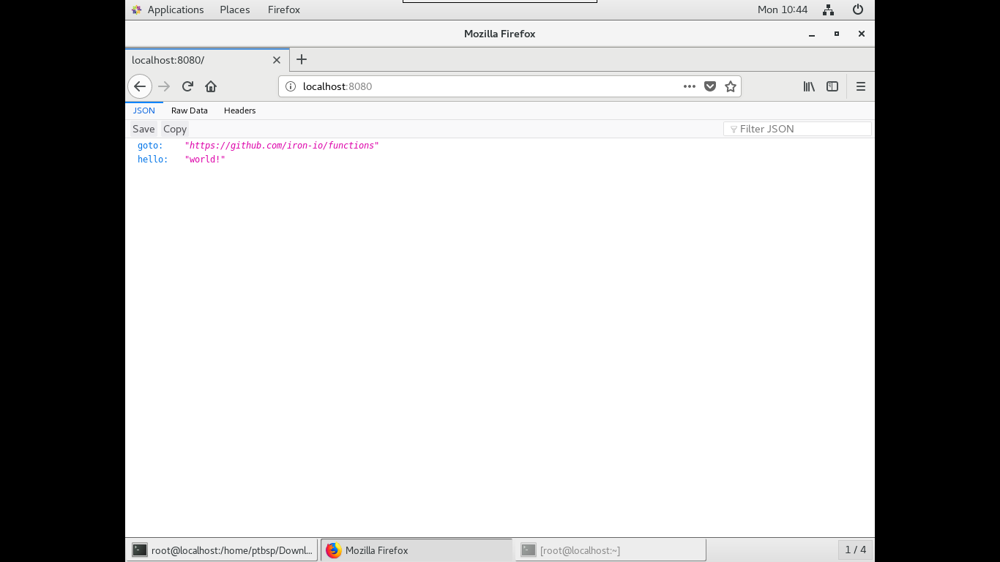 Applications Places Firefox Mon 10:44
Mozilla Firefox
localhost:8080/
localhost:8080
JSON Raw Data Headers
Save Copy Filter JSON
goto: "https://github.com/iron-io/functions"
hello: "world!"
root@localhost:/home/ptbsp/Downl... Mozilla Firefox [root@localhost:~] 1 / 4